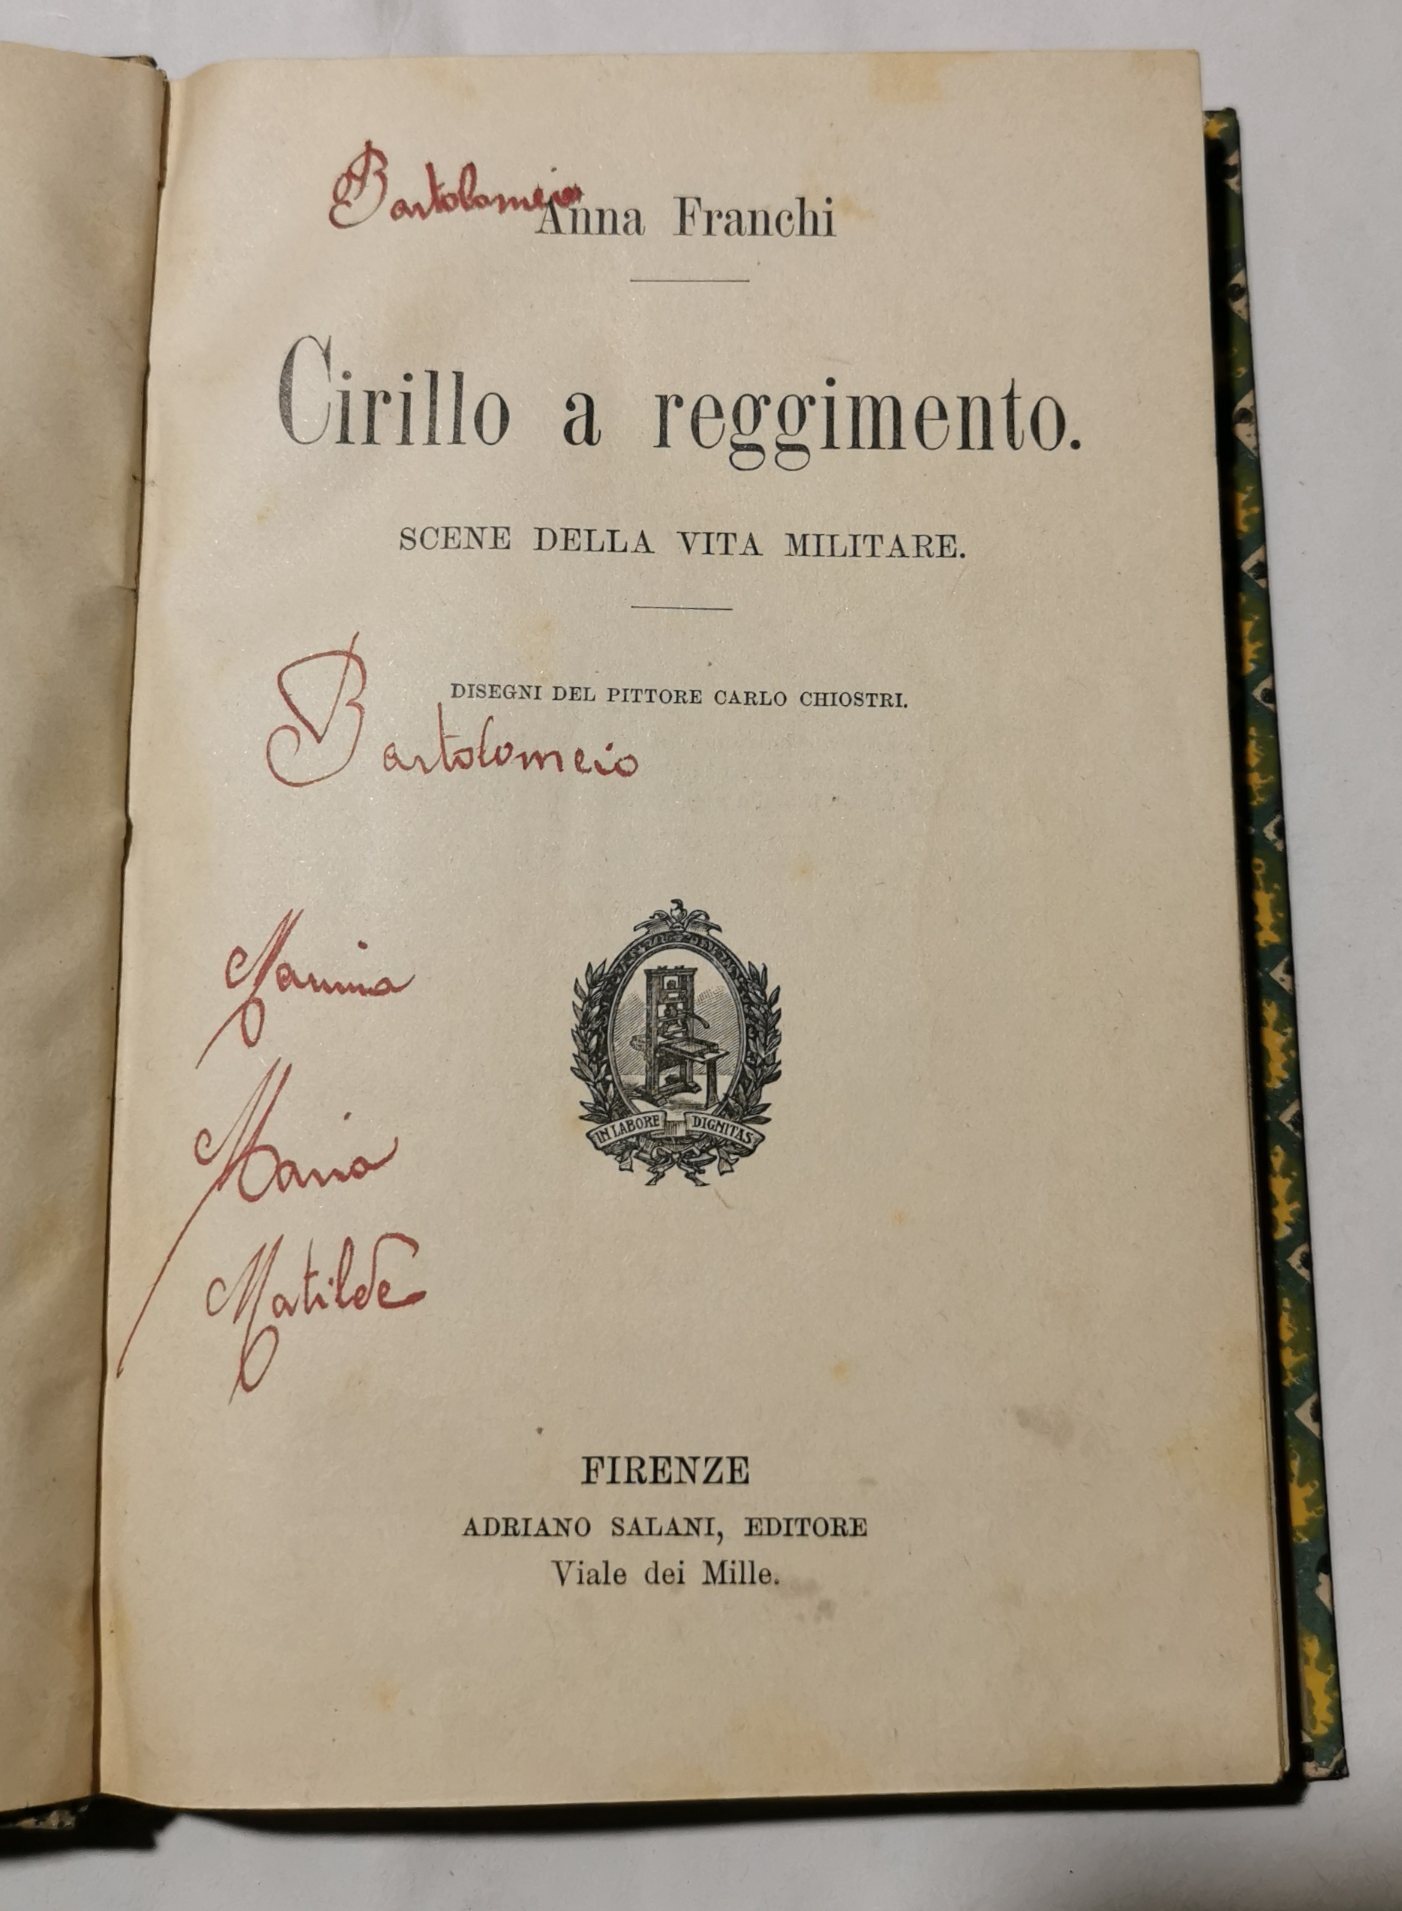 Bartolomeio
Anna Franchi
Cirillo a reggimento.
SCENE DELLA VITA MILITARE.
DISEGNI DEL PITTORE CARLO CHIOSTRI.
Bartolomeio
Marinia
Maria
Matilde
IN LABORE DIGNITAS
FIRENZE
ADRIANO SALANI, EDITORE
Viale dei Mille.